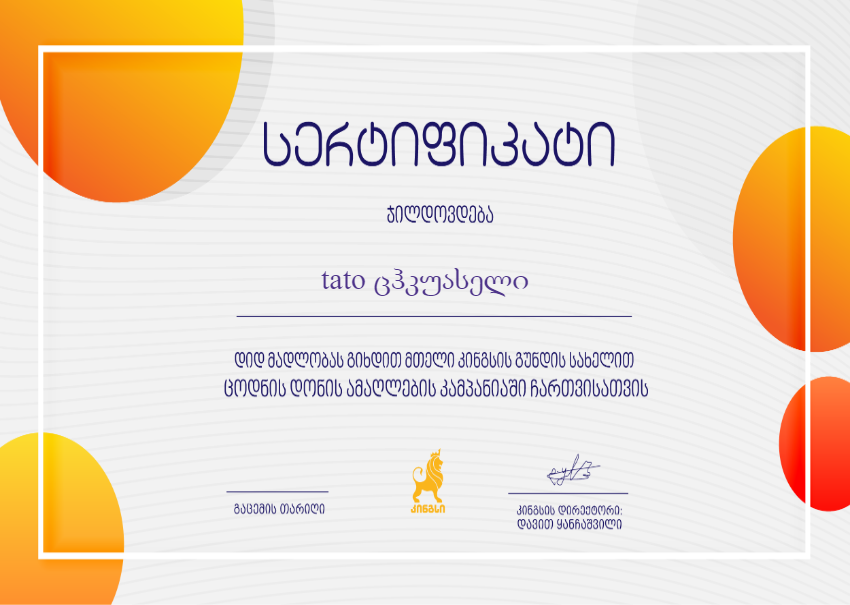 სერტიფიკატი
ჯილდოვდება
tato ცჰკუასელი
დიდ მადლობას გიხდით მთელი კინგსის გუნდის სახელით
ცოდნის დონის ამაღლების კამპანიაში ჩართვისათვის
გაცემის თარიღი
კინგსი
კინგსის დირექტორი:
დავით ყანჩაშვილი